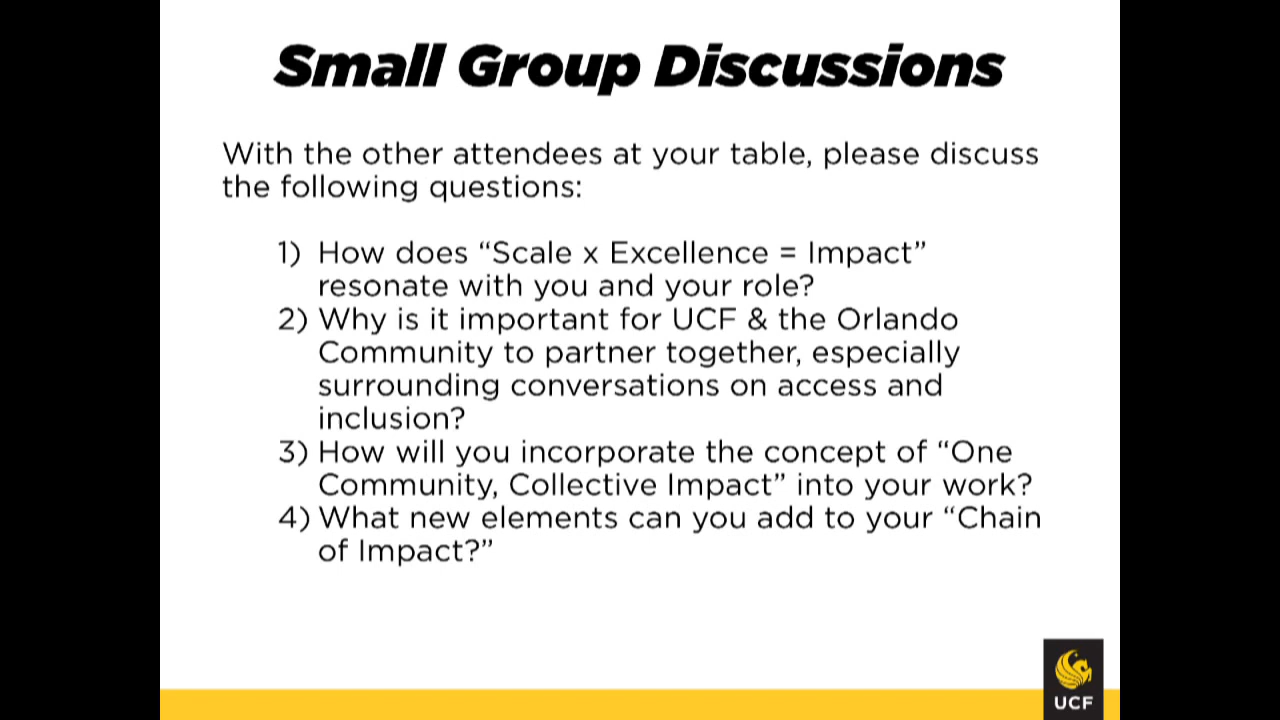 Small Group Discussions
With the other attendees at your table, please discuss
the following questions:
1) How does “Scale x Excellence = Impact”
resonate with you and your role?
2) Why is it important for UCF & the Orlando
Community to partner together, especially
surrounding conversations on access and
inclusion?
3) How will you incorporate the concept of “One
Community, Collective Impact” into your work?
4) What new elements can you add to your “Chain
of Impact?”
UCF